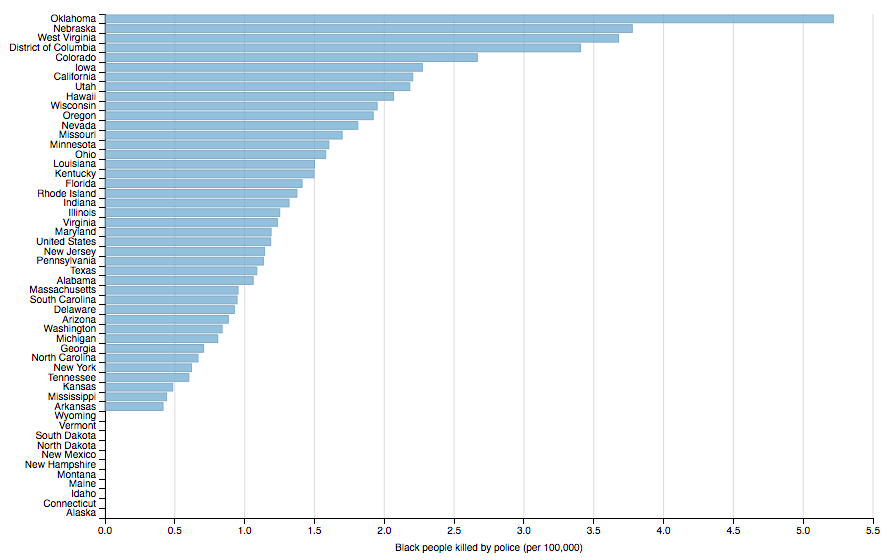 Oklahoma
Nebraska
West Virginia
District of Columbia
Colorado
Iowa
California
Utah
Hawaii
Wisconsin
Oregon
Nevada
Missouri
Minnesota
Ohio
Louisiana
Kentucky
Florida
Rhode Island
Indiana
Illinois
Virginia
Maryland
United States
New Jersey
Pennsylvania
Texas
Alabama
Massachusetts
South Carolina
Delaware
Arizona
Washington
Michigan
Georgia
North Carolina
New York
Tennessee
Kansas
Mississippi
Arkansas
Wyoming
Vermont
South Dakota
North Dakota
New Mexico
New Hampshire
Montana
Maine
Idaho
Connecticut
Alaska
0.0 0.5 1.0 1.5 2.0 2.5 3.0 3.5 4.0 4.5 5.0 5.5
Black people killed by police (per 100,000)